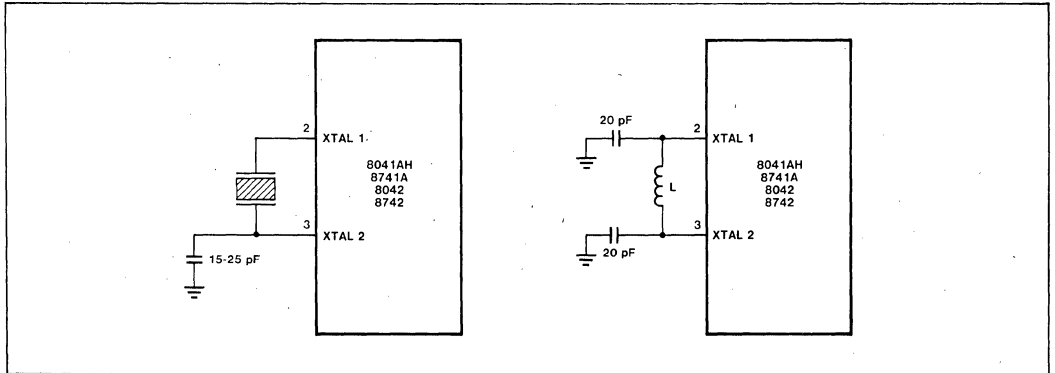 2
XTAL 1
8041AH
8741A
8042
8742
3
XTAL 2
15-25 pF
20 pF
2
XTAL 1
8041AH
8741A
8042
8742
L
3
XTAL 2
20 pF